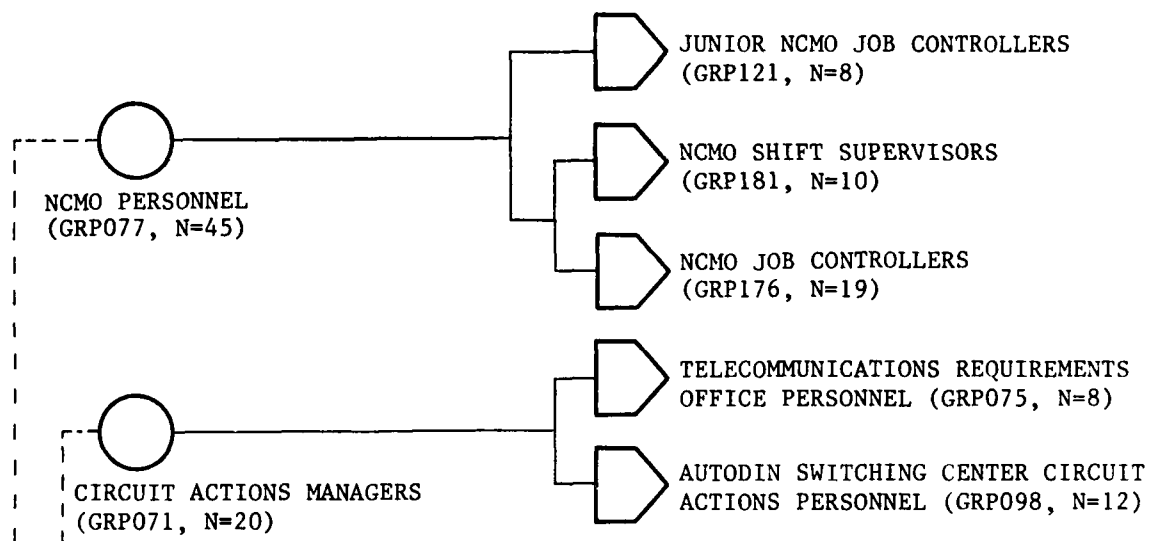 JUNIOR NCMO JOB CONTROLLERS
(GRP121, N=8)
NCMO SHIFT SUPERVISORS
(GRP181, N=10)
NCMO PERSONNEL
(GRP077, N=45)
NCMO JOB CONTROLLERS
(GRP176, N=19)
TELECOMMUNICATIONS REQUIREMENTS
OFFICE PERSONNEL (GRP075, N=8)
AUTODIN SWITCHING CENTER CIRCUIT
ACTIONS PERSONNEL (GRP098, N=12)
CIRCUIT ACTIONS MANAGERS
(GRP071, N=20)